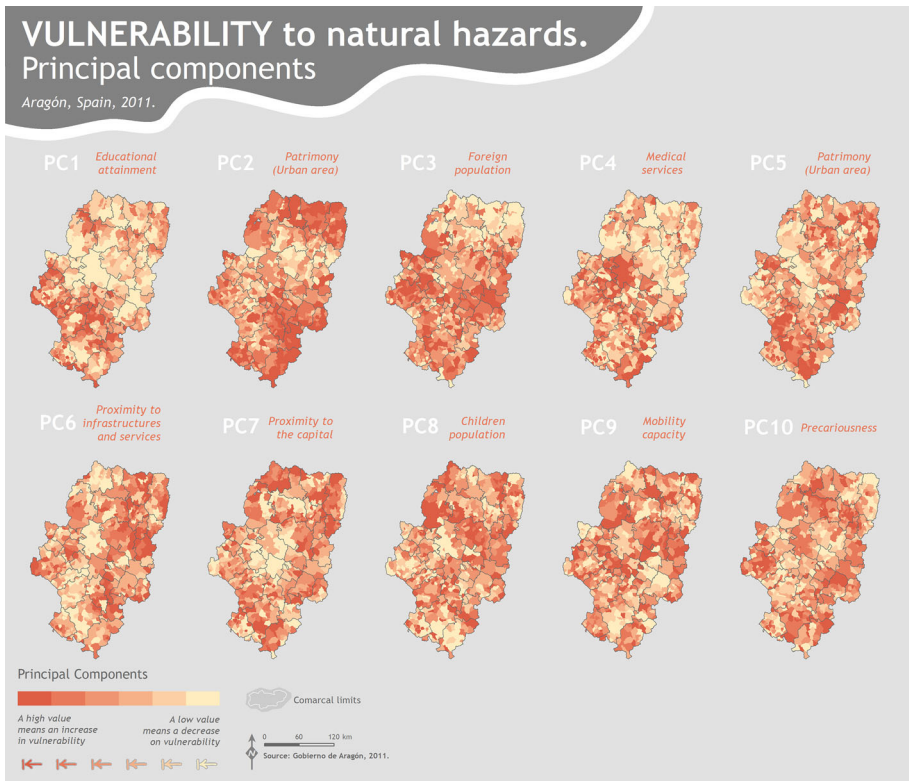 VULNERABILITY to natural hazards.
Principal components
Aragón, Spain, 2011.
PC1
Educational
attainment
PC2
Patrimony
(Urban area)
PC3
Foreign
population
PC4
Medical
services
PC5
Patrimony
(Urban area)
PC6
Proximity to
infrastructures
and services
PC7
Proximity to
the capital
PC8
Children
population
PC9
Mobility
capacity
PC10
Precariousness
Principal Components
A high value
means an increase
in vulnerability
A low value
means a decrease
on vulnerability
Comarcal limits
N
0 60 120 km
Source: Gobierno de Aragón, 2011.